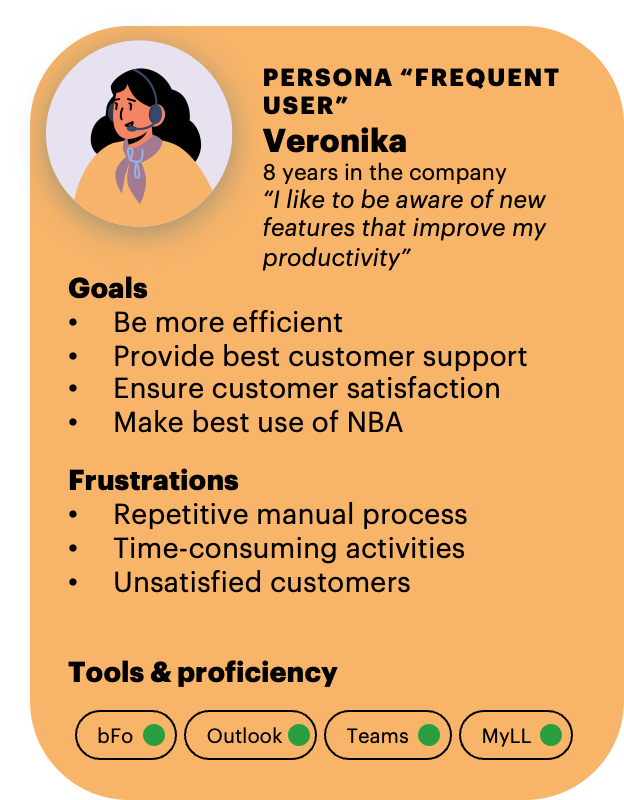 PERSONA “FREQUENT
USER”
Veronika
8 years in the company
“I like to be aware of new
features that improve my
productivity”
Goals
• Be more efficient
• Provide best customer support
• Ensure customer satisfaction
• Make best use of NBA
Frustrations
• Repetitive manual process
• Time-consuming activities
• Unsatisfied customers
Tools & proficiency
bFo Outlook Teams MyLL